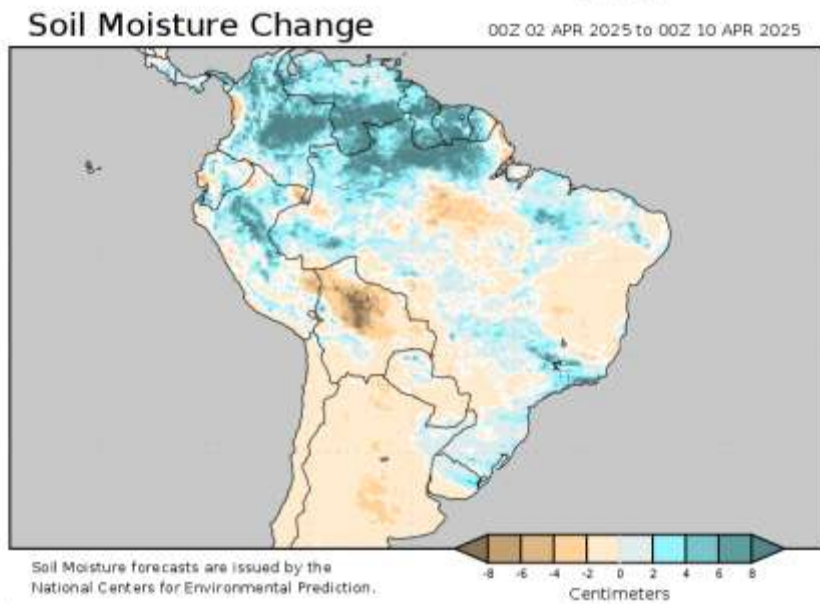 Soil Moisture Change
00Z 02 APR 2025 to 00Z 10 APR 2025
-8 -6 -4 -2 0 2 4 6 8
Centimeters
Soil Moisture forecasts are issued by the
National Centers for Environmental Prediction.